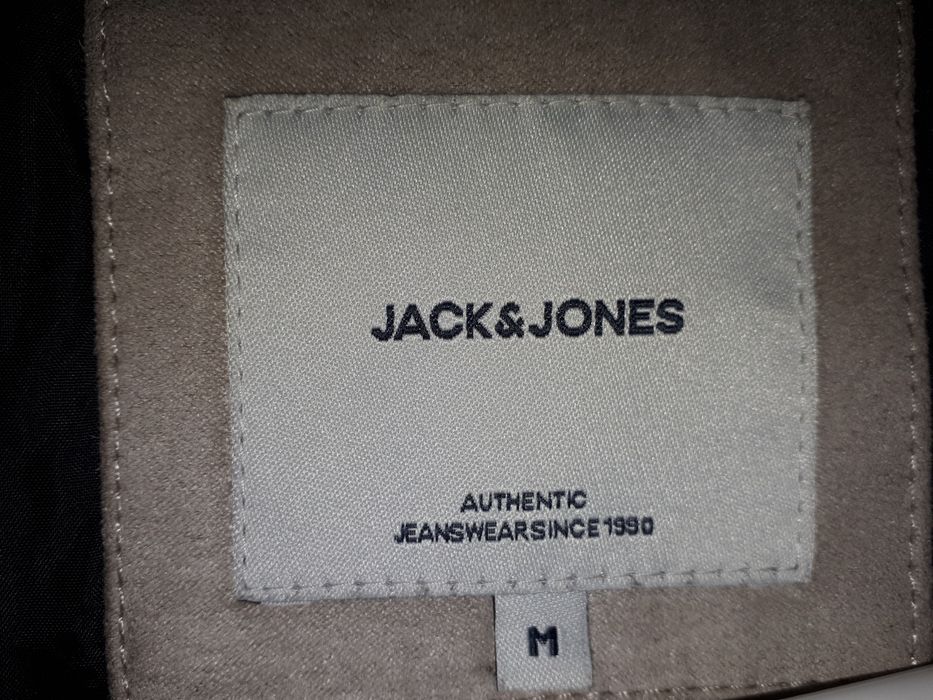 JACK&JONES
AUTHENTIC
JEANSWEAR SINCE 1990
M